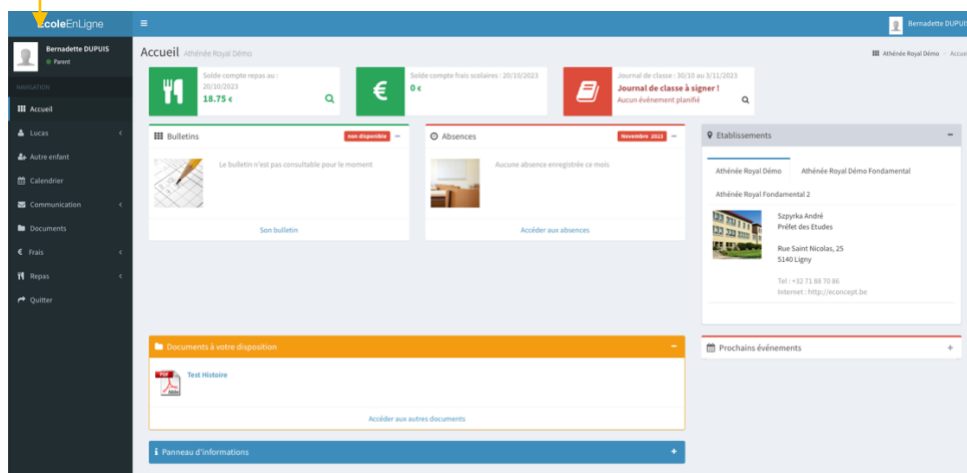 EcoleEnLigne
Bernadette DUPUIS
Bernadette DUPUIS
Parent
NAVIGATION
Accueil
Lucas
Autre enfant
Calendrier
Communication
Documents
€ Frais
Repas
Quitter
Accueil Athénée Royal Démo
Athénée Royal Démo > Accue
Solde compte repas au :
20/10/2023
18.75 €
€
Solde compte frais scolaires : 20/10/2023
0 €
Journal de classe : 30/10 au 3/11/2023
Journal de classe à signer !
Aucun événement planifié
Bulletins
non disponible
Le bulletin n'est pas consultable pour le moment
Son bulletin
Absences
Novembre 2023
Aucune absence enregistrée ce mois
Accéder aux absences
Etablissements
Athénée Royal Démo
Athénée Royal Démo Fondamental
Athénée Royal Fondamental 2
Szpyrka André
Préfet des Etudes
Rue Saint Nicolas, 25
5140 Ligny
Tel : +32 71 88 70 86
Internet : http://econcept.be
Documents à votre disposition
PDF
Adobe
Test Histoire
Accéder aux autres documents
Prochains événements
Panneau d'informations